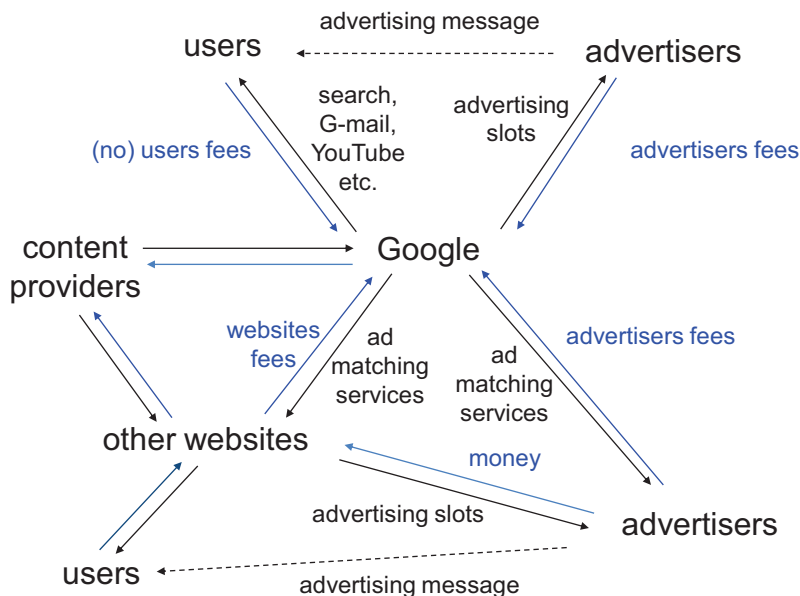 advertising message
users
advertisers
search,
G-mail,
YouTube
etc.
advertising
slots
(no) users fees
advertisers fees
content
providers
Google
websites
fees
ad
matching
services
ad
matching
services
advertisers fees
other websites
money
advertising slots
advertisers
users
advertising message